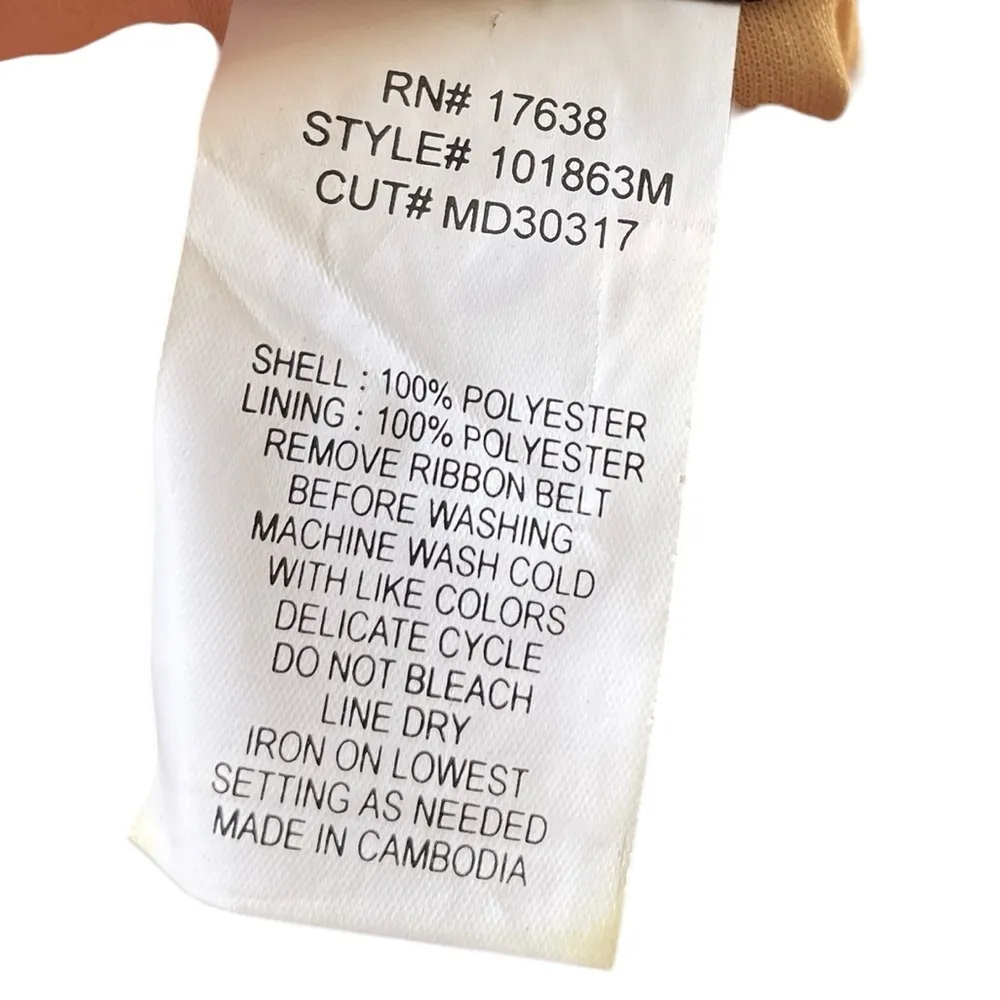 RN# 17638
STYLE# 101863M
CUT# MD30317
SHELL : 100% POLYESTER
LINING : 100% POLYESTER
REMOVE RIBBON BELT
BEFORE WASHING
MACHINE WASH COLD
WITH LIKE COLORS
DELICATE CYCLE
DO NOT BLEACH
LINE DRY
IRON ON LOWEST
SETTING AS NEEDED
MADE IN CAMBODIA